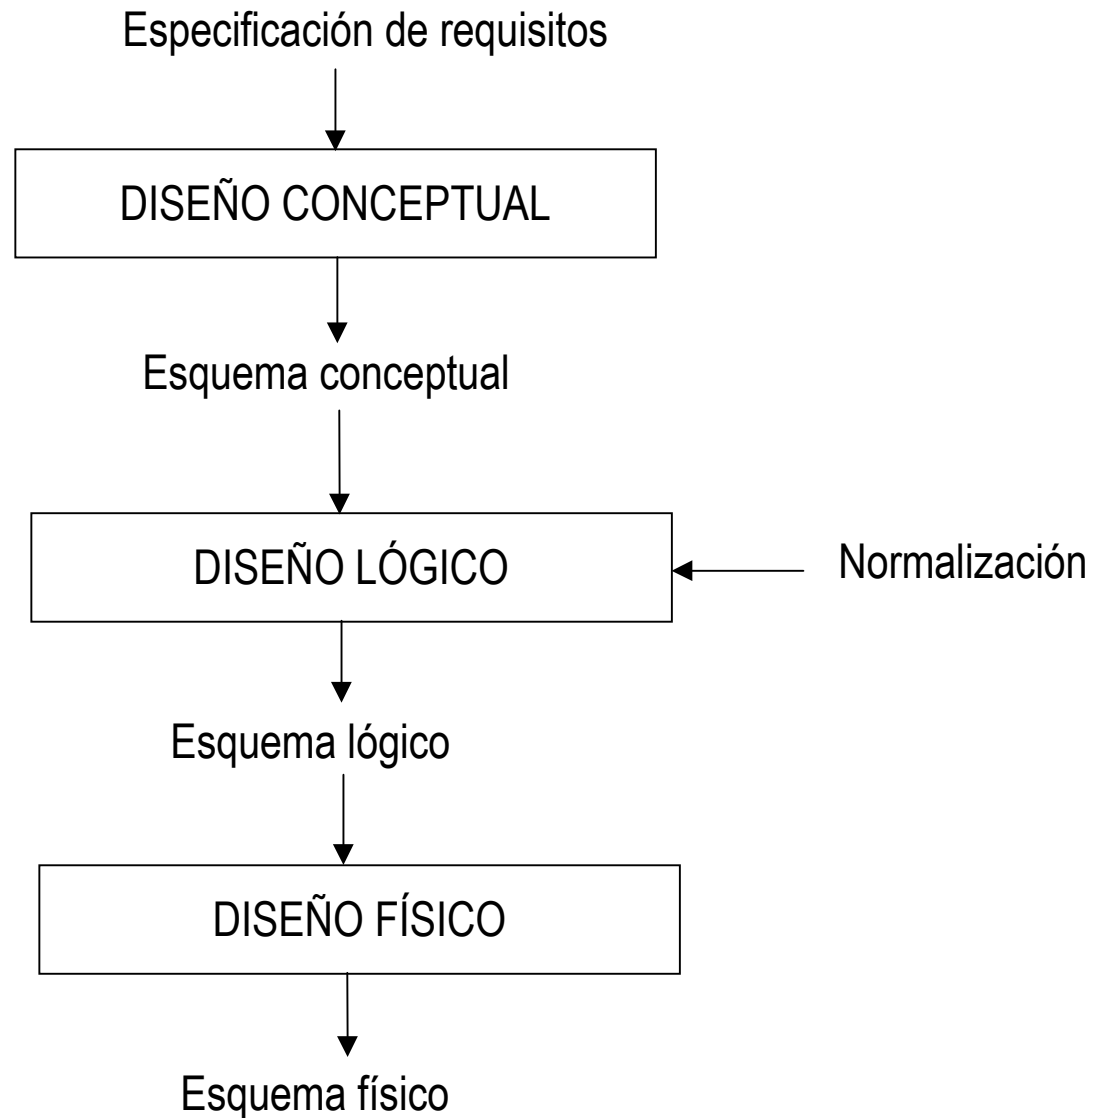 Especificación de requisitos
DISEÑO CONCEPTUAL
Esquema conceptual
DISEÑO LÓGICO
Normalización
Esquema lógico
DISEÑO FÍSICO
Esquema físico